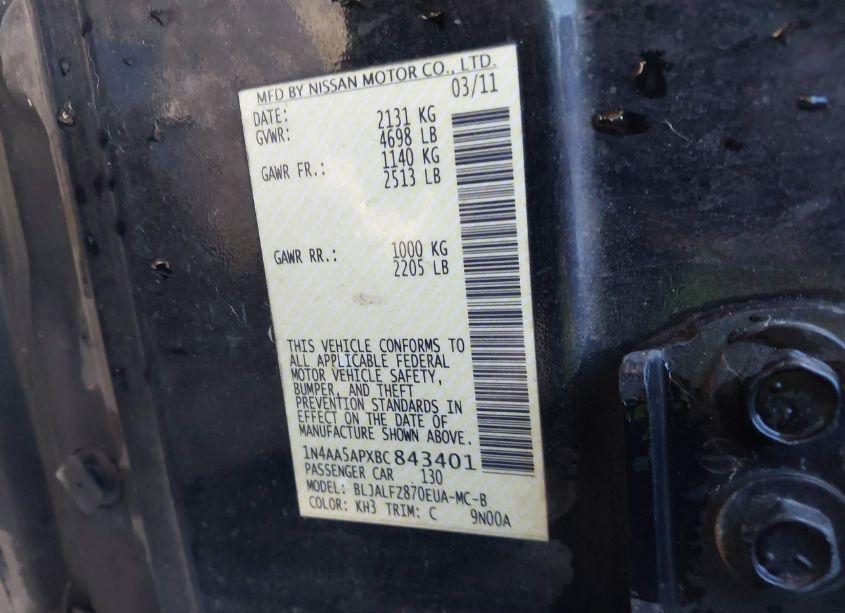 MFD BY NISSAN MOTOR CO., LTD.
DATE: 03/11
GVWR: 2131 KG
4698 LB
GAWR FR.: 1140 KG
2513 LB
GAWR RR.: 1000 KG
2205 LB
THIS VEHICLE CONFORMS TO
ALL APPLICABLE FEDERAL
MOTOR VEHICLE SAFETY,
BUMPER, AND THEFT
PREVENTION STANDARDS IN
EFFECT ON THE DATE OF
MANUFACTURE SHOWN ABOVE.
1N4AA5APXBC843401
PASSENGER CAR 130
MODEL: BLJALFZ870EUA-MC-B
COLOR: KH3 TRIM: C 9N00A